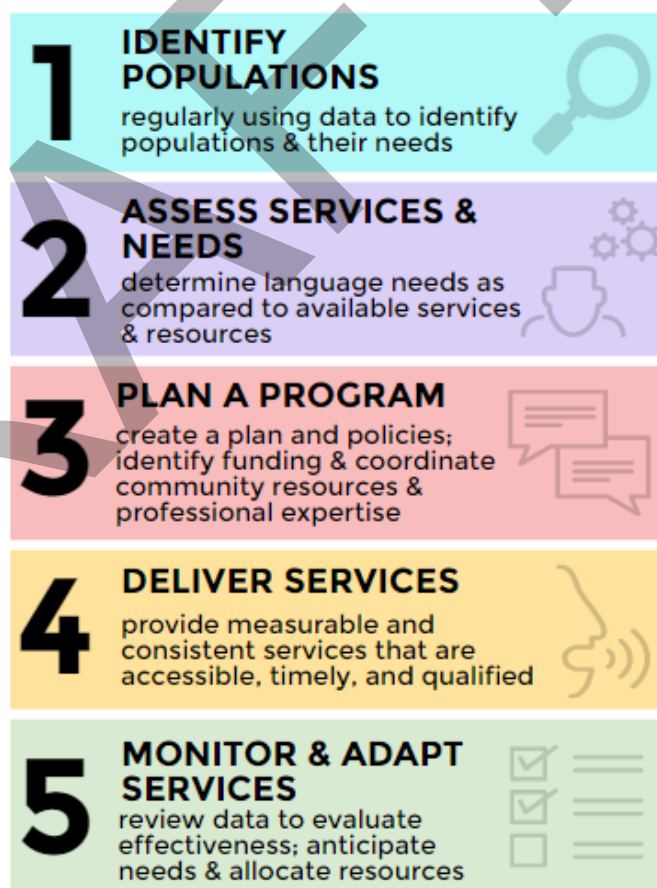 1
IDENTIFY
POPULATIONS
regularly using data to identify
populations & their needs
2
ASSESS SERVICES &
NEEDS
determine language needs as
compared to available services
& resources
3
PLAN A PROGRAM
create a plan and policies;
identify funding & coordinate
community resources &
professional expertise
4
DELIVER SERVICES
provide measurable and
consistent services that are
accessible, timely, and qualified
5
MONITOR & ADAPT
SERVICES
review data to evaluate
effectiveness; anticipate
needs & allocate resources